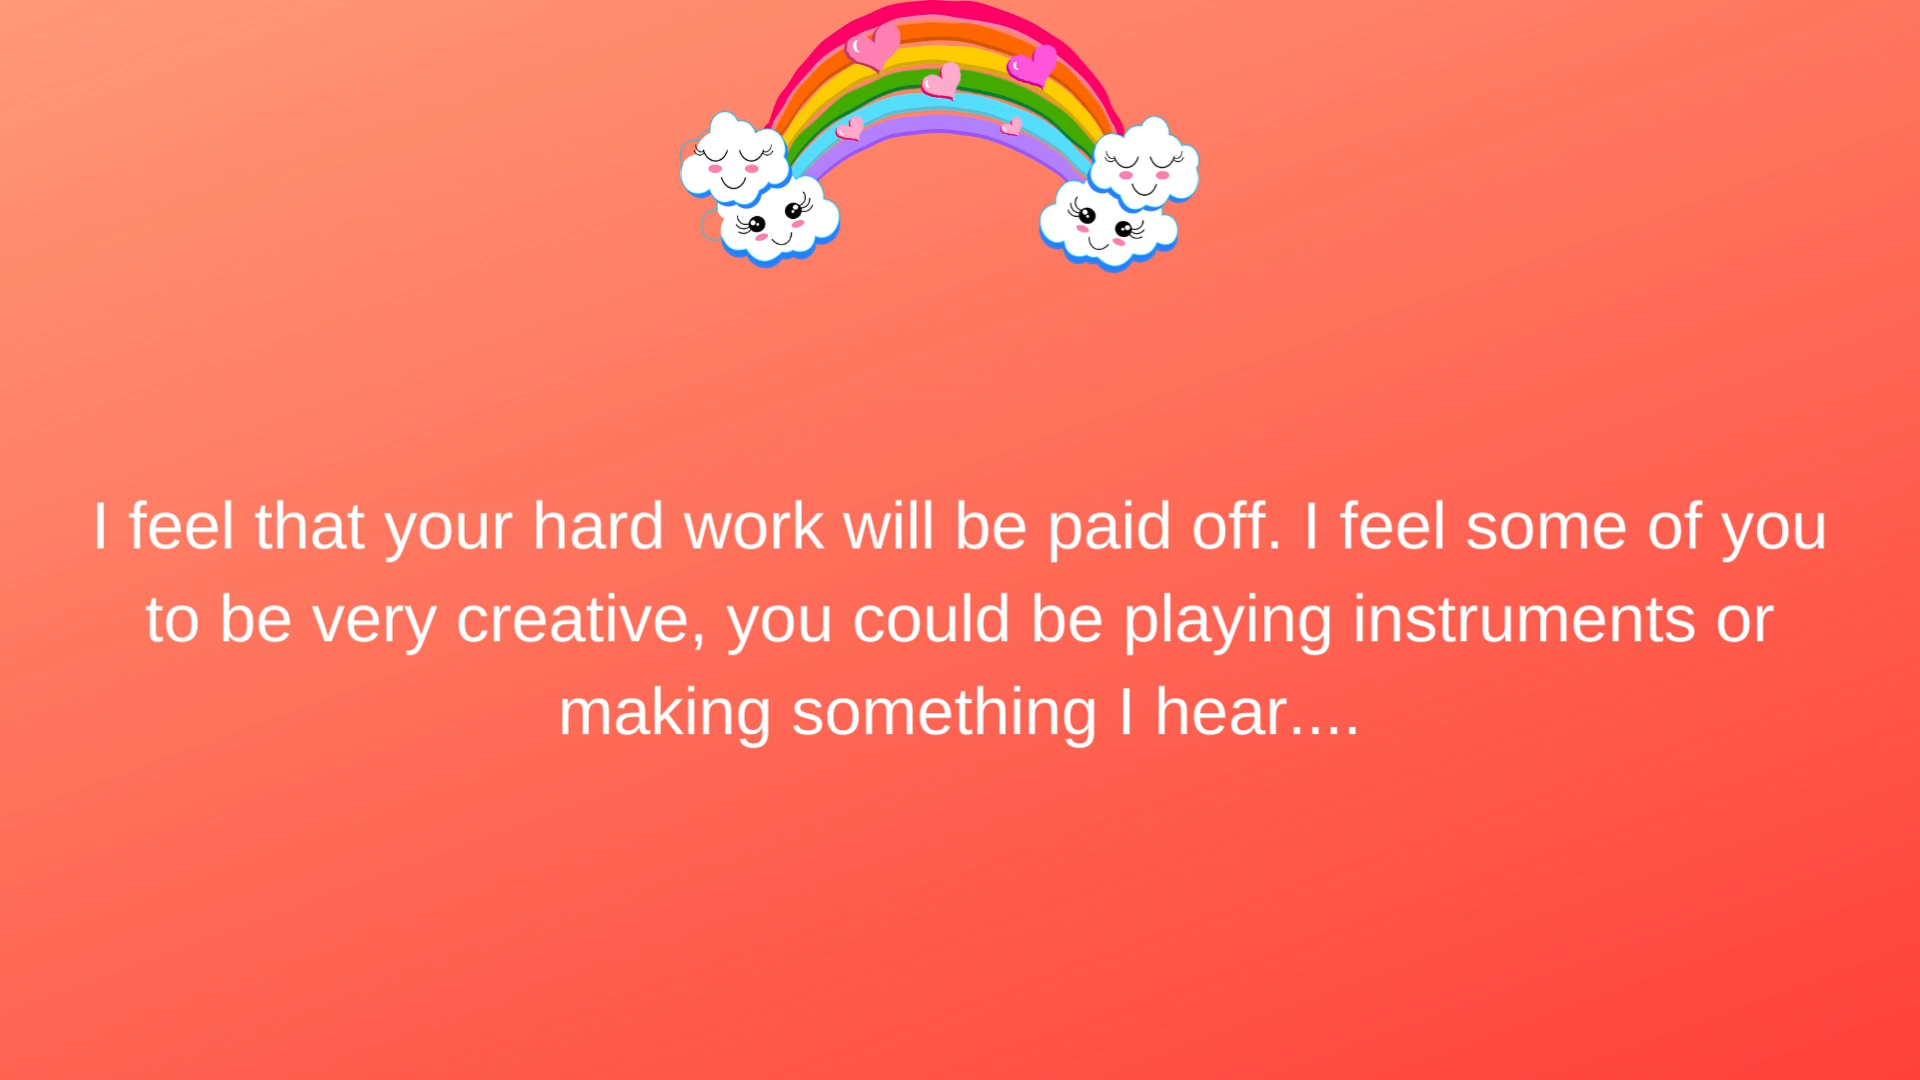 I feel that your hard work will be paid off. I feel some of you
to be very creative, you could be playing instruments or
making something I hear....